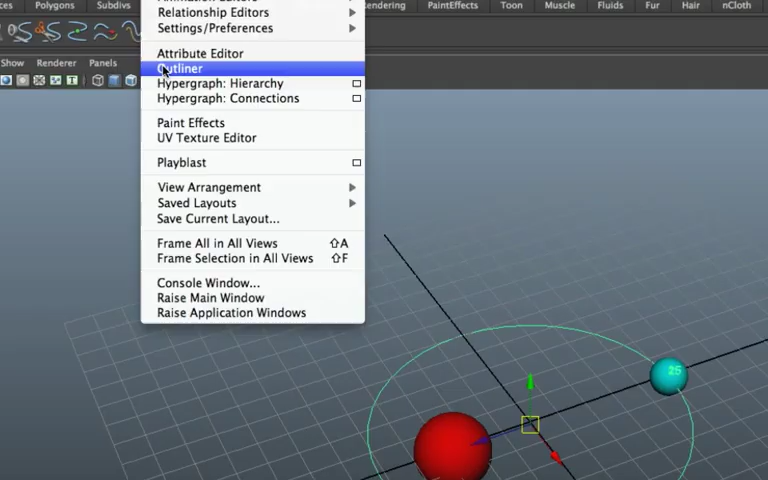 Polygons Subdivs PaintEffects Toon Muscle Fluids Fur Hair nCloth
Relationship Editors
Settings/Preferences
Show Renderer Panels
Attribute Editor
Outliner
Hypergraph: Hierarchy
Hypergraph: Connections
Paint Effects
UV Texture Editor
Playblast
View Arrangement
Saved Layouts
Save Current Layout...
Frame All in All Views ⇧A
Frame Selection in All Views ⇧F
Console Window...
Raise Main Window
Raise Application Windows
25